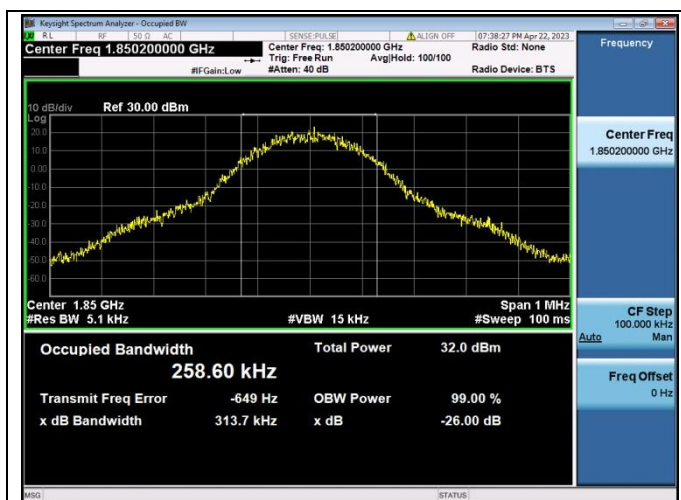 Keysight Spectrum Analyzer - Occupied BW
RL RF 50 Ω AC SENSE:PULSE ALIGN OFF 07:38:27 PM Apr 22, 2023
Center Freq 1.850200000 GHz
Center Freq: 1.850200000 GHz Radio Std: None
Trig: Free Run Avg|Hold: 100/100
#IFGain:Low #Atten: 40 dB Radio Device: BTS
Frequency
10 dB/div Ref 30.00 dBm
Log
20.0
10.0
0.00
-10.0
-20.0
-30.0
-40.0
-50.0
-60.0
Center 1.85 GHz Span 1 MHz
#Res BW 5.1 kHz #VBW 15 kHz #Sweep 100 ms
Occupied Bandwidth Total Power 32.0 dBm
258.60 kHz
Transmit Freq Error -649 Hz OBW Power 99.00 %
x dB Bandwidth 313.7 kHz x dB -26.00 dB
Center Freq
1.850200000 GHz
CF Step
100.000 kHz
Auto Man
Freq Offset
0 Hz
MSG STATUS